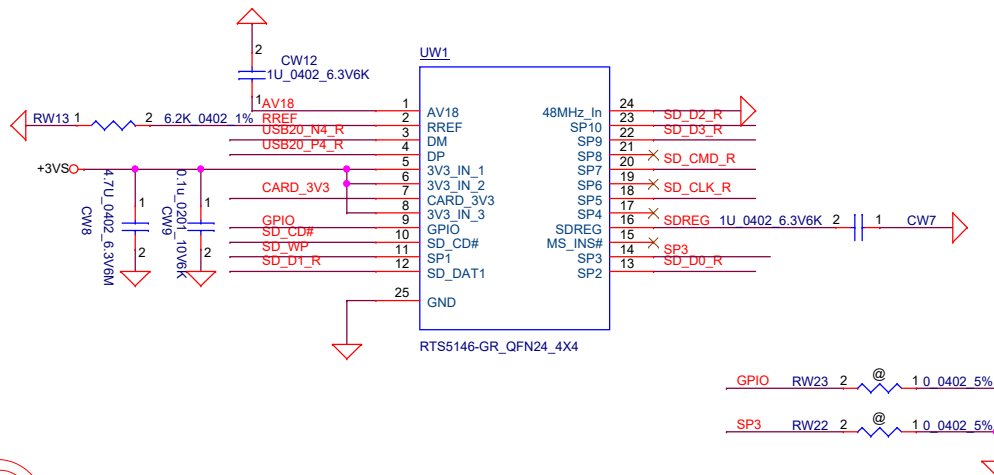 2
CW12
1U_0402_6.3V6K
1
UW1
AV18
1
AV18
RW13 1
2 6.2K_0402_1%
RREF
2
RREF
USB20_N4_R
3
DM
USB20_P4_R
4
DP
+3VS
5
3V3_IN_1
6
3V3_IN_2
CARD_3V3
7
CARD_3V3
8
3V3_IN_3
GPIO
9
GPIO
SD_CD#
10
SD_CD#
SD_WP
11
SP1
SD_D1_R
12
SD_DAT1
25
GND
4.7U_0402_6.3V6M
CW8
1
2
0.1u_0201_10V6K
CW9
1
2
48MHz_In
24
SP10
23
SD_D2_R
SP9
22
SD_D3_R
SP8
21
SP7
20
SD_CMD_R
SP6
19
SP5
18
SD_CLK_R
SP4
17
SDREG
16
SDREG
1U_0402_6.3V6K 2
1 CW7
MS_INS#
15
SP3
14
SP3
SP2
13
SD_D0_R
RTS5146-GR_QFN24_4X4
GPIO RW23 2 @ 1 0_0402_5%
SP3 RW22 2 @ 1 0_0402_5%